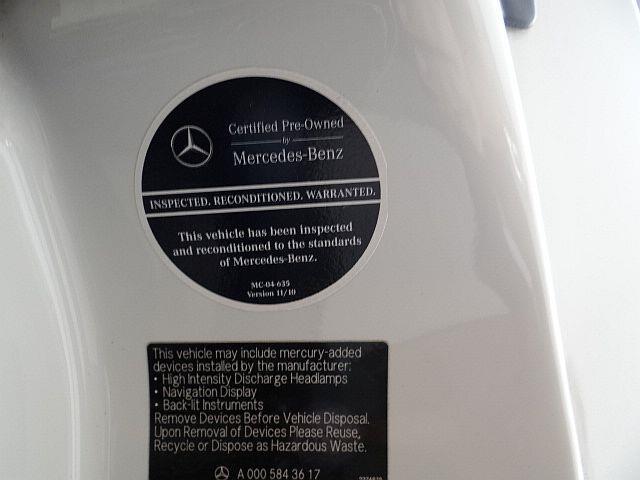 Certified Pre-Owned
by
Mercedes-Benz
INSPECTED. RECONDITIONED. WARRANTED.
This vehicle has been inspected
and reconditioned to the standards
of Mercedes-Benz.
MC-04-635
Version 11/10
This vehicle may include mercury-added
devices installed by the manufacturer:
• High Intensity Discharge Headlamps
• Navigation Display
• Back-lit Instruments
Remove Devices Before Vehicle Disposal.
Upon Removal of Devices Please Reuse,
Recycle or Dispose as Hazardous Waste.
A 000 584 36 17